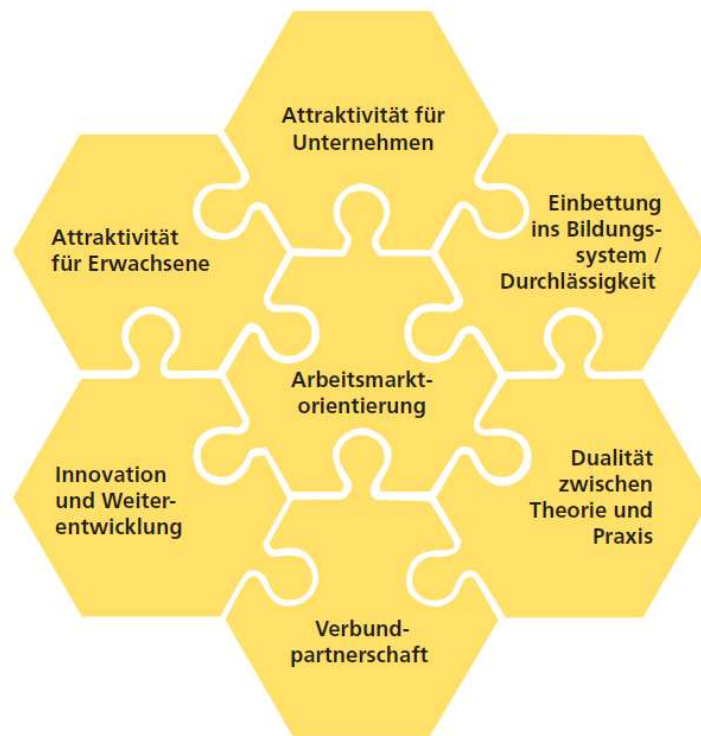 Attraktivität für
Unternehmen
Einbettung
ins Bildungs-
system /
Durchlässigkeit
Attraktivität
für Erwachsene
Arbeitsmarkt-
orientierung
Innovation
und Weiter-
entwicklung
Dualität
zwischen
Theorie und
Praxis
Verbund-
partnerschaft